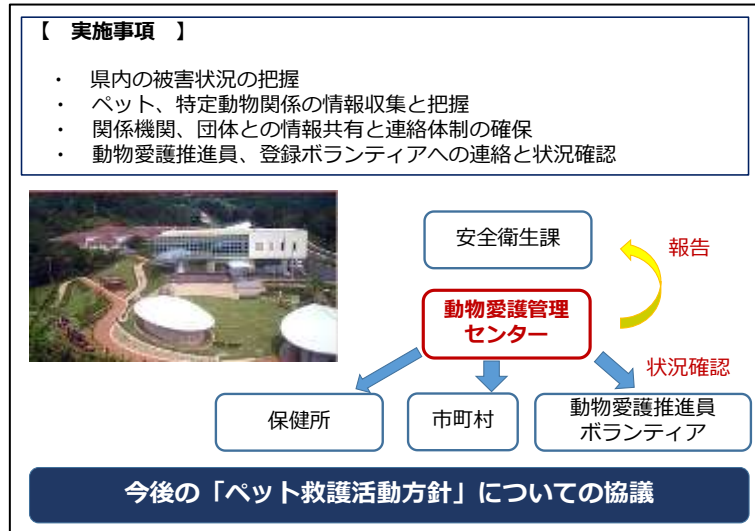 【 実施事項 】
・ 県内の被害状況の把握
・ ペット、特定動物関係の情報収集と把握
・ 関係機関、団体との情報共有と連絡体制の確保
・ 動物愛護推進員、登録ボランティアへの連絡と状況確認
安全衛生課
報告
動物愛護管理
センター
状況確認
保健所
市町村
動物愛護推進員
ボランティア
今後の「ペット救護活動方針」についての協議